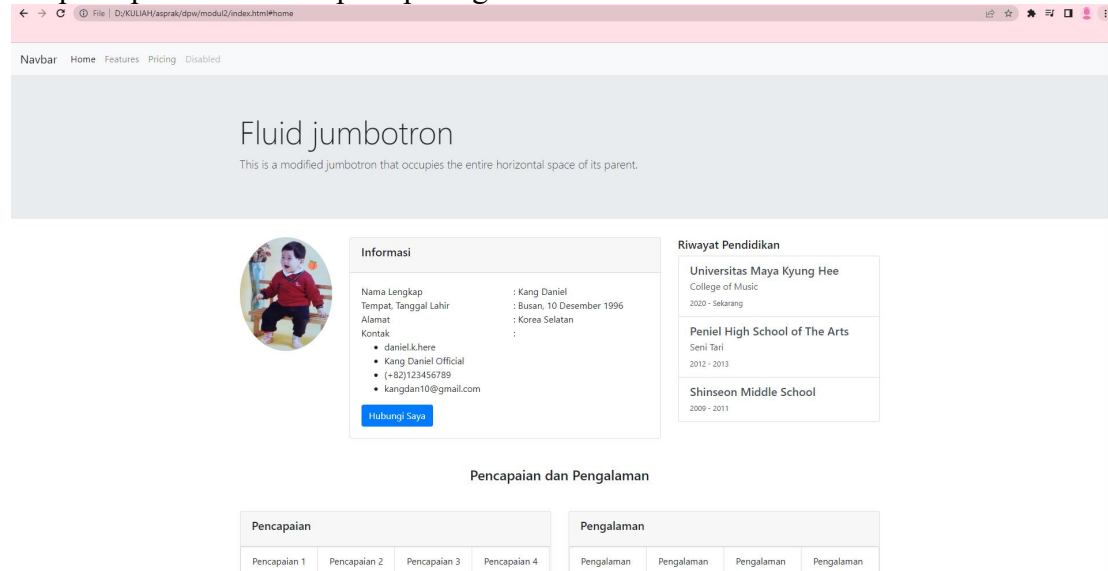 File | D:/KULIAH/asprak/dpw/modul2/index.html#home
Navbar Home Features Pricing Disabled
Fluid jumbotron
This is a modified jumbotron that occupies the entire horizontal space of its parent.
Informasi
Nama Lengkap : Kang Daniel
Tempat, Tanggal Lahir : Busan, 10 Desember 1996
Alamat : Korea Selatan
Kontak :
• daniel.k.here
• Kang Daniel Official
• (+82)123456789
• kangdan10@gmail.com
Hubungi Saya
Riwayat Pendidikan
Universitas Maya Kyung Hee
College of Music
2020 - Sekarang
Peniel High School of The Arts
Seni Tari
2012 - 2013
Shinseon Middle School
2009 - 2011
Pencapaian dan Pengalaman
Pencapaian
Pencapaian 1 Pencapaian 2 Pencapaian 3 Pencapaian 4
Pengalaman
Pengalaman Pengalaman Pengalaman Pengalaman